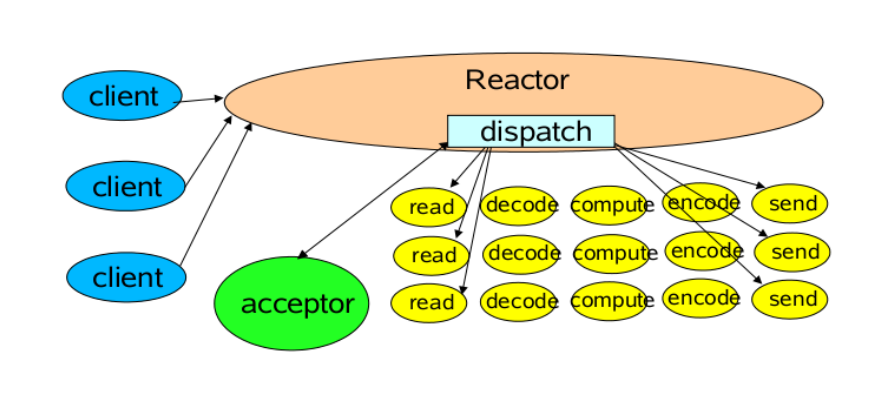 Reactor
client
dispatch
client
read decode compute encode send
read decode compute encode send
client
acceptor
read decode compute encode send